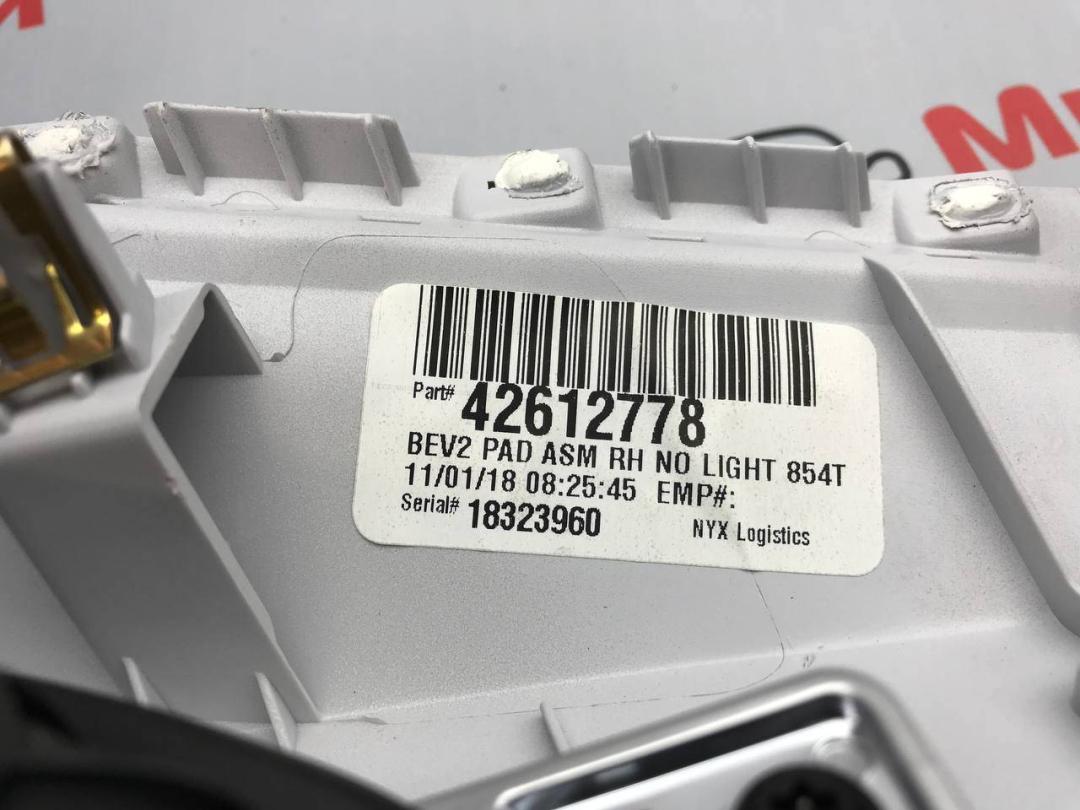 Part# 42612778
BEV2 PAD ASM RH NO LIGHT 854T
11/01/18 08:25:45 EMP#:
Serial# 18323960 NYX Logistics